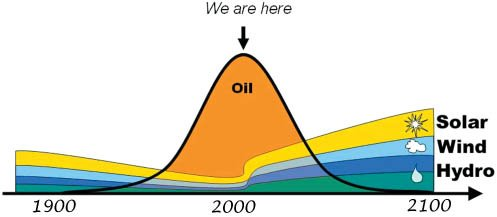 We are here
Oil
Solar
Wind
Hydro
1900
2000
2100